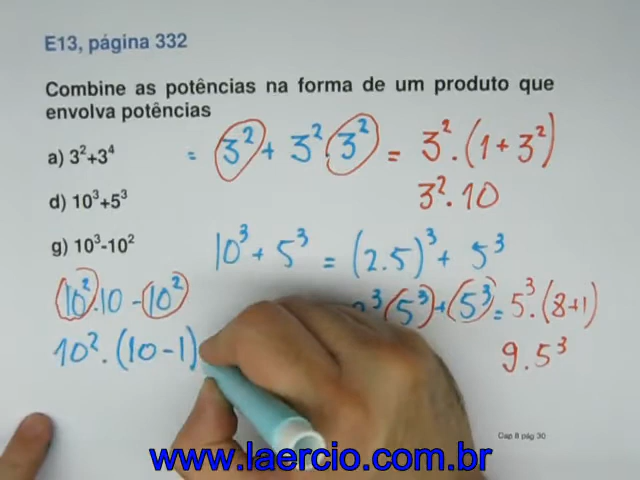 E13, página 332
Combine as potências na forma de um produto que
envolva potências
a) 3²+3⁴ = 3² + 3² . 3² = 3² . (1 + 3²)
3² . 10
d) 10³+5³
g) 10³-10²
10³ + 5³ = (2.5)³ + 5³
10² . 10 - 10²
³ (5³) + (5³) = 5³ . (8+1)
10² . (10 - 1)
9 . 5³
Cap 8 pág 30
www.laercio.com.br